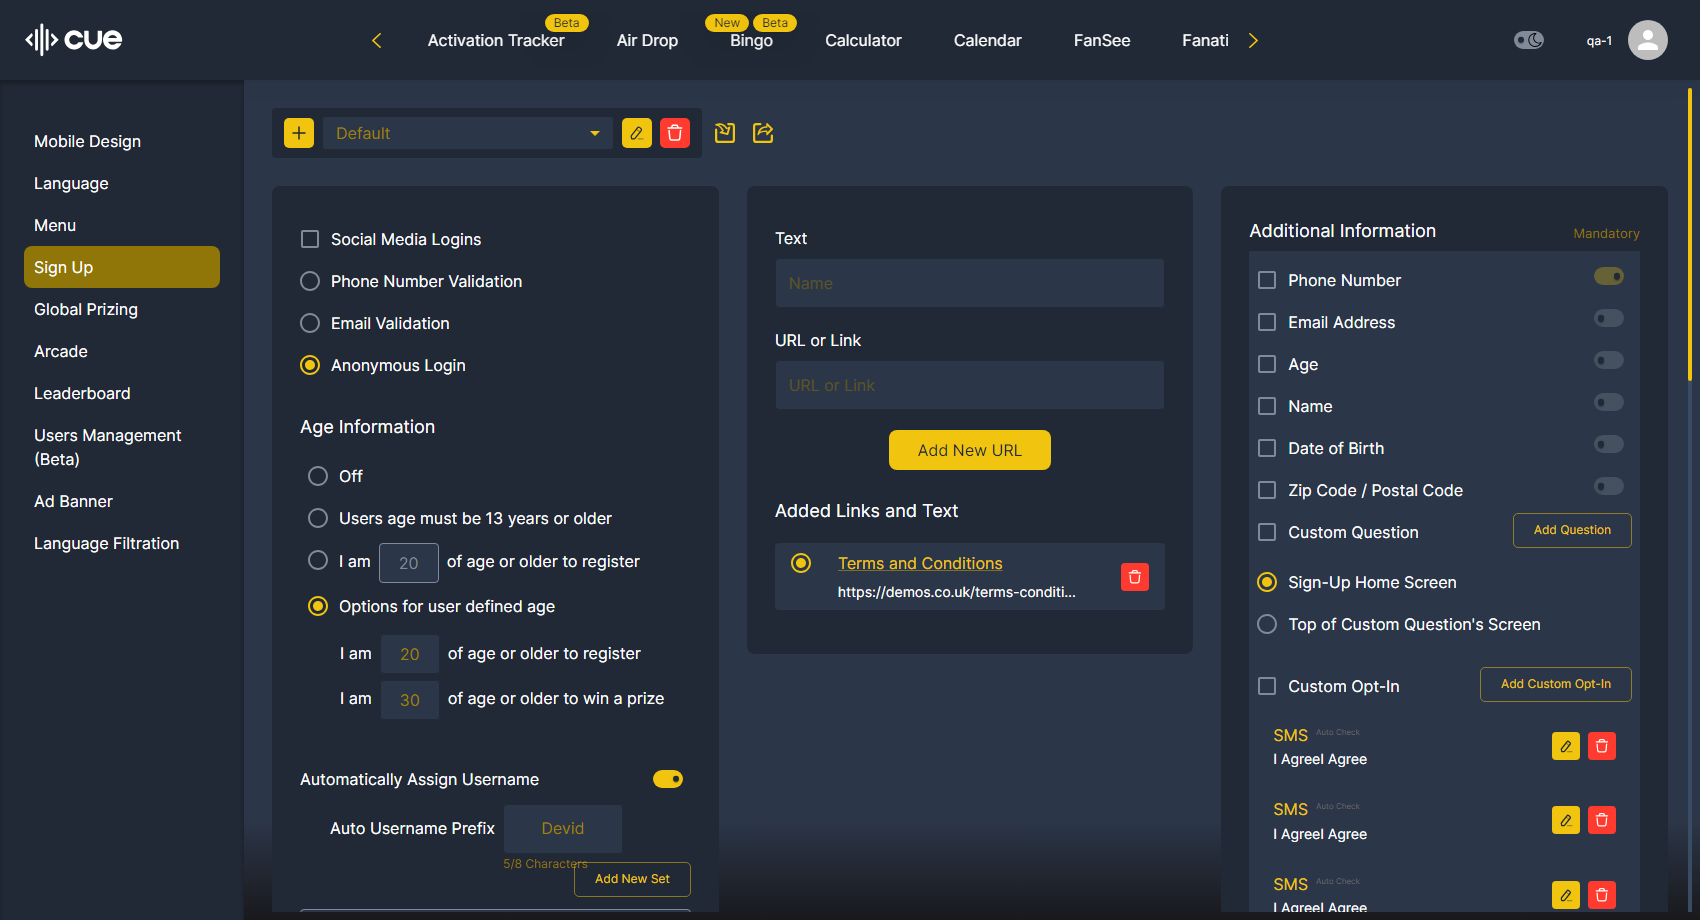 cue
Activation Tracker
Beta
Air Drop
New
Beta
Bingo
Calculator
Calendar
FanSee
Fanati
qa-1
Mobile Design
Language
Menu
Sign Up
Global Prizing
Arcade
Leaderboard
Users Management
(Beta)
Ad Banner
Language Filtration
Default
Social Media Logins
Phone Number Validation
Email Validation
Anonymous Login
Age Information
Off
Users age must be 13 years or older
I am 20 of age or older to register
Options for user defined age
I am 20 of age or older to register
I am 30 of age or older to win a prize
Automatically Assign Username
Auto Username Prefix Devid
5/8 Characters
Add New Set
Text
Name
URL or Link
URL or Link
Add New URL
Added Links and Text
Terms and Conditions
https://demos.co.uk/terms-conditi...
Additional Information Mandatory
Phone Number
Email Address
Age
Name
Date of Birth
Zip Code / Postal Code
Custom Question Add Question
Sign-Up Home Screen
Top of Custom Question's Screen
Custom Opt-In Add Custom Opt-In
SMS Auto Check
I AgreeI Agree
SMS Auto Check
I AgreeI Agree
SMS Auto Check
I AgreeI Agree